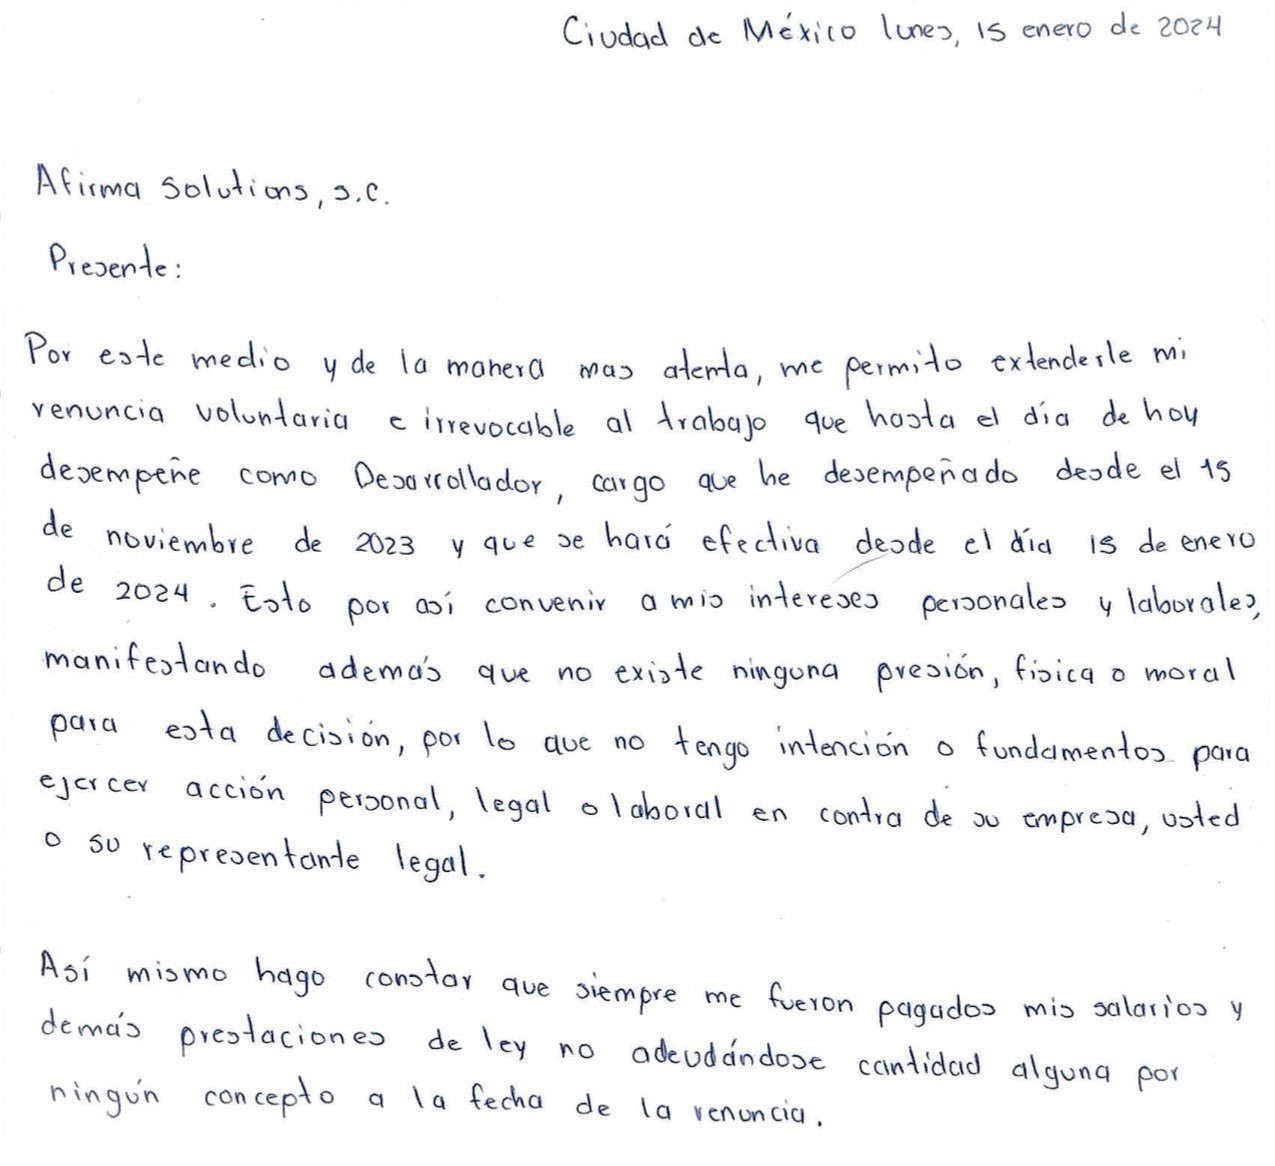 Ciudad de México lunes, 15 enero de 2024
Afirma Solutions, s.c.
Presente:
Por este medio y de la manera mas atenta, me permito extenderle mi
renuncia voluntaria e irrevocable al trabajo que hasta el día de hoy
desempeñe como Desarrollador, cargo que he desempeñado desde el 15
de noviembre de 2023 y que se hará efectiva desde el día 15 de enero
de 2024. Esto por así convenir a mis intereses personales y laborales,
manifestando además que no existe ninguna presión, física o moral
para esta decisión, por lo que no tengo intención o fundamentos para
ejercer acción personal, legal o laboral en contra de su empresa, usted
o su representante legal.
Así mismo hago constar que siempre me fueron pagados mis salarios y
demás prestaciones de ley no adeudándose cantidad alguna por
ningún concepto a la fecha de la renuncia.